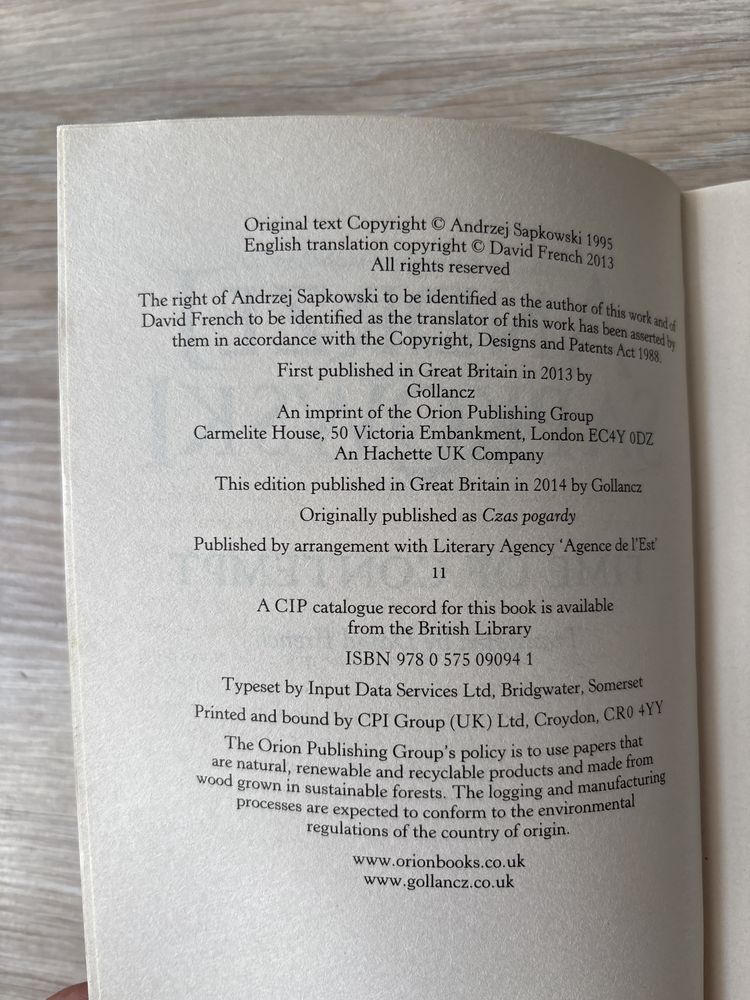 Original text Copyright © Andrzej Sapkowski 1995
English translation copyright © David French 2013
All rights reserved
The right of Andrzej Sapkowski to be identified as the author of this work and of
David French to be identified as the translator of this work has been asserted by
them in accordance with the Copyright, Designs and Patents Act 1988.
First published in Great Britain in 2013 by
Gollancz
An imprint of the Orion Publishing Group
Carmelite House, 50 Victoria Embankment, London EC4Y 0DZ
An Hachette UK Company
This edition published in Great Britain in 2014 by Gollancz
Originally published as Czas pogardy
Published by arrangement with Literary Agency ‘Agence de l'Est’
11
A CIP catalogue record for this book is available
from the British Library
ISBN 978 0 575 09094 1
Typeset by Input Data Services Ltd, Bridgwater, Somerset
Printed and bound by CPI Group (UK) Ltd, Croydon, CR0 4YY
The Orion Publishing Group's policy is to use papers that
are natural, renewable and recyclable products and made from
wood grown in sustainable forests. The logging and manufacturing
processes are expected to conform to the environmental
regulations of the country of origin.
www.orionbooks.co.uk
www.gollancz.co.uk